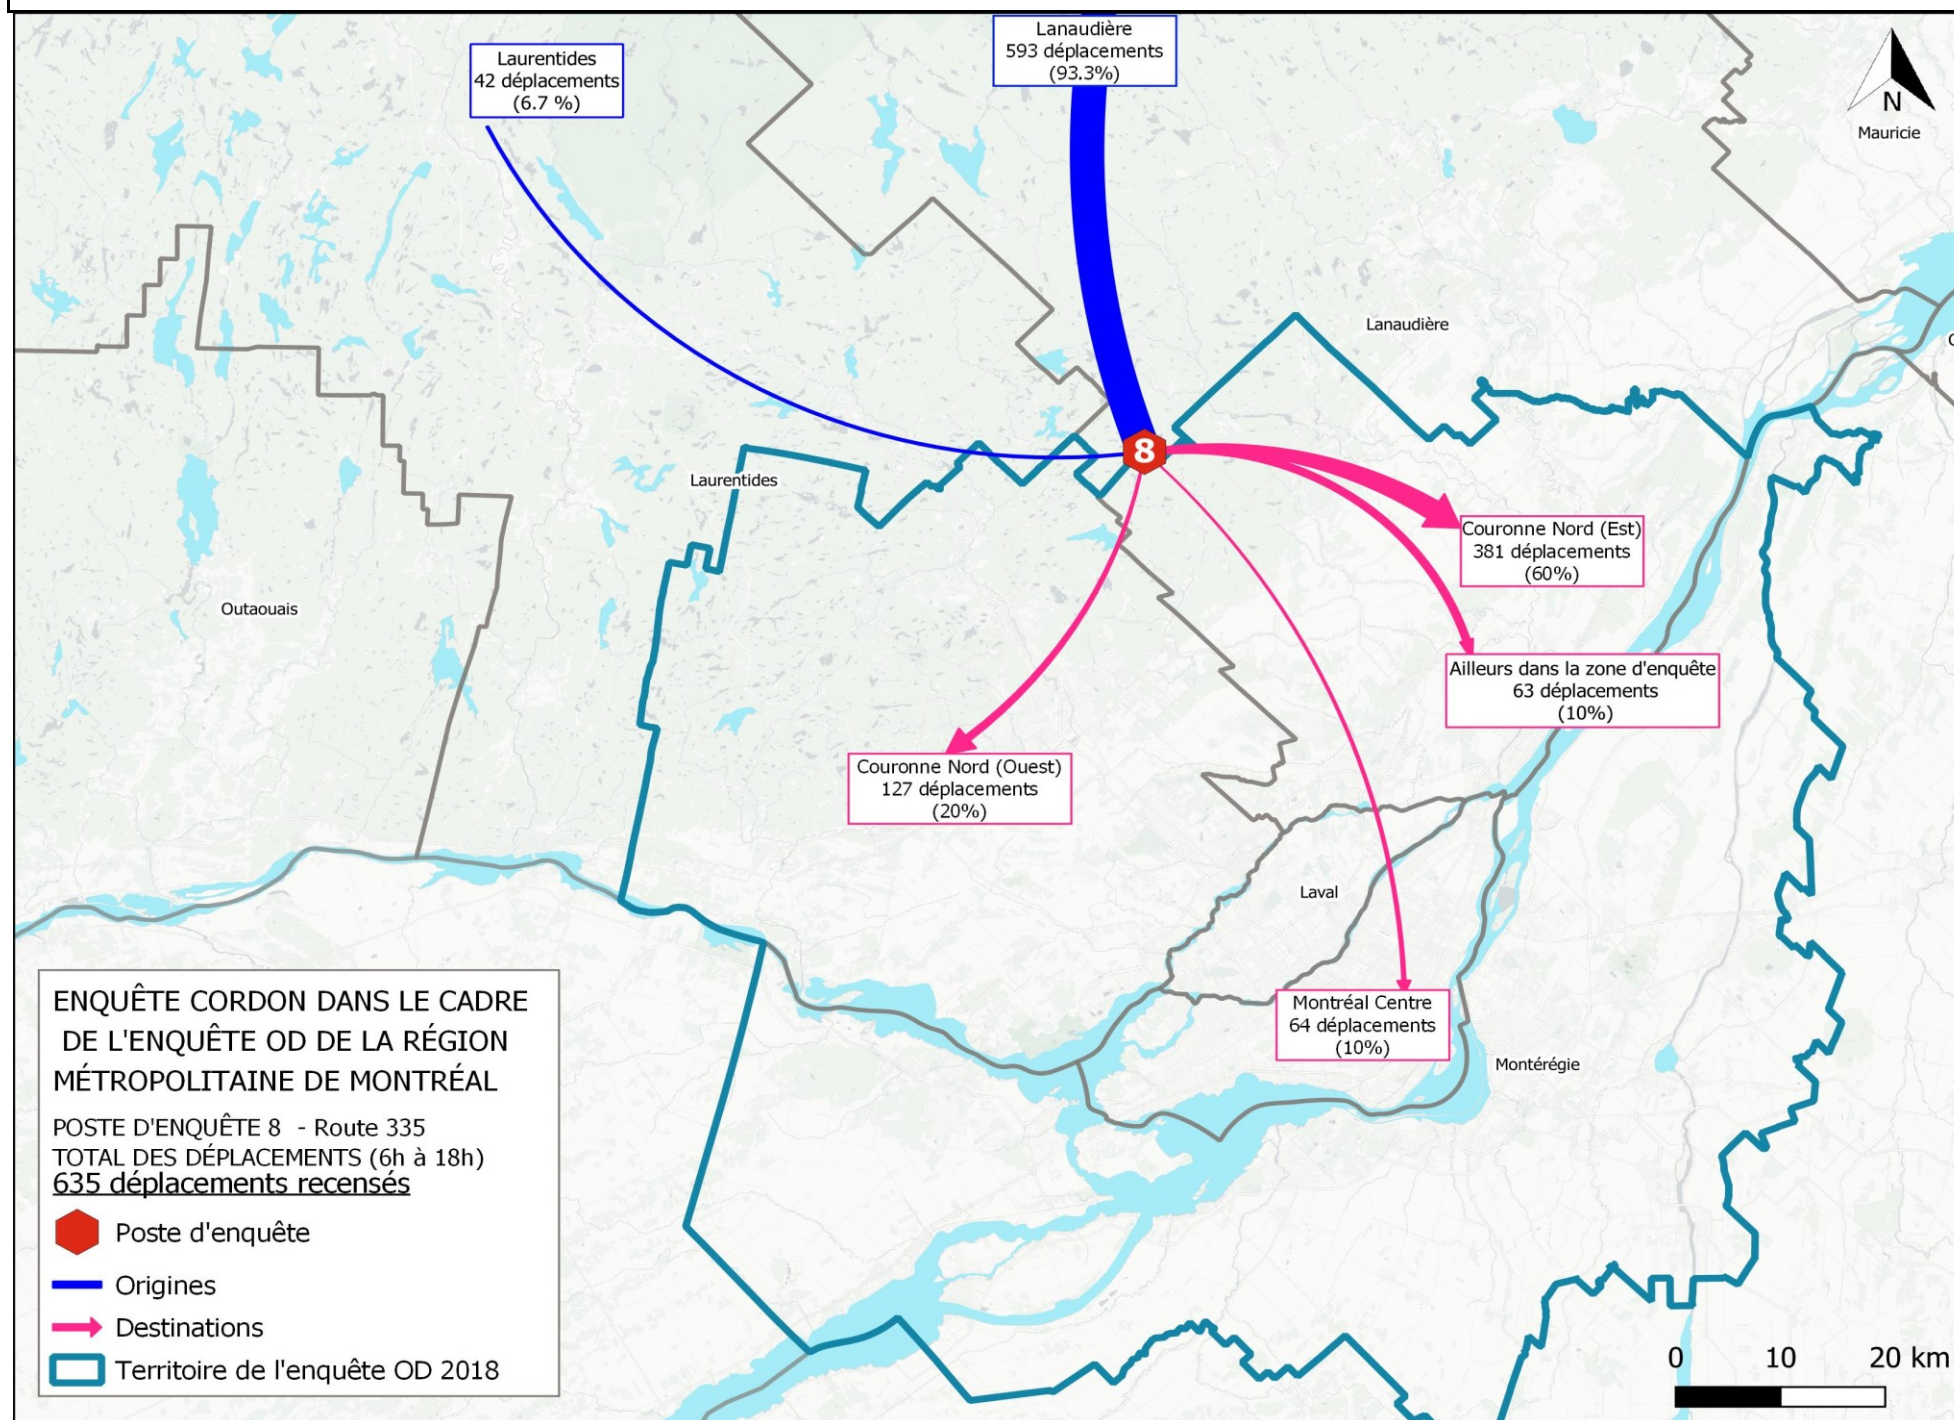 Lanaudière
593 déplacements
(93.3%)
Laurentides
42 déplacements
(6.7 %)
N
Mauricie
Lanaudière
8
Laurentides
Couronne Nord (Est)
381 déplacements
(60%)
Outaouais
Ailleurs dans la zone d'enquête
63 déplacements
(10%)
Couronne Nord (Ouest)
127 déplacements
(20%)
Laval
Montréal Centre
64 déplacements
(10%)
Montérégie
ENQUÊTE CORDON DANS LE CADRE
DE L'ENQUÊTE OD DE LA RÉGION
MÉTROPOLITAINE DE MONTRÉAL
POSTE D'ENQUÊTE 8 - Route 335
TOTAL DES DÉPLACEMENTS (6h à 18h)
635 déplacements recensés
Poste d'enquête
Origines
Destinations
Territoire de l'enquête OD 2018
0 10 20 km